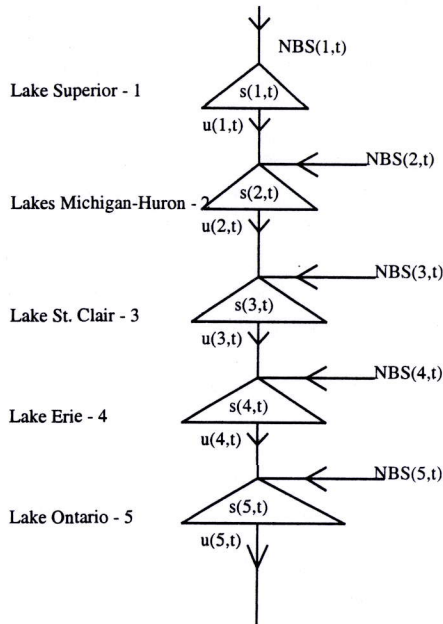 NBS(1,t)
Lake Superior - 1
s(1,t)
u(1,t)
NBS(2,t)
s(2,t)
Lakes Michigan-Huron - 2
u(2,t)
NBS(3,t)
s(3,t)
Lake St. Clair - 3
u(3,t)
NBS(4,t)
s(4,t)
Lake Erie - 4
u(4,t)
NBS(5,t)
s(5,t)
Lake Ontario - 5
u(5,t)